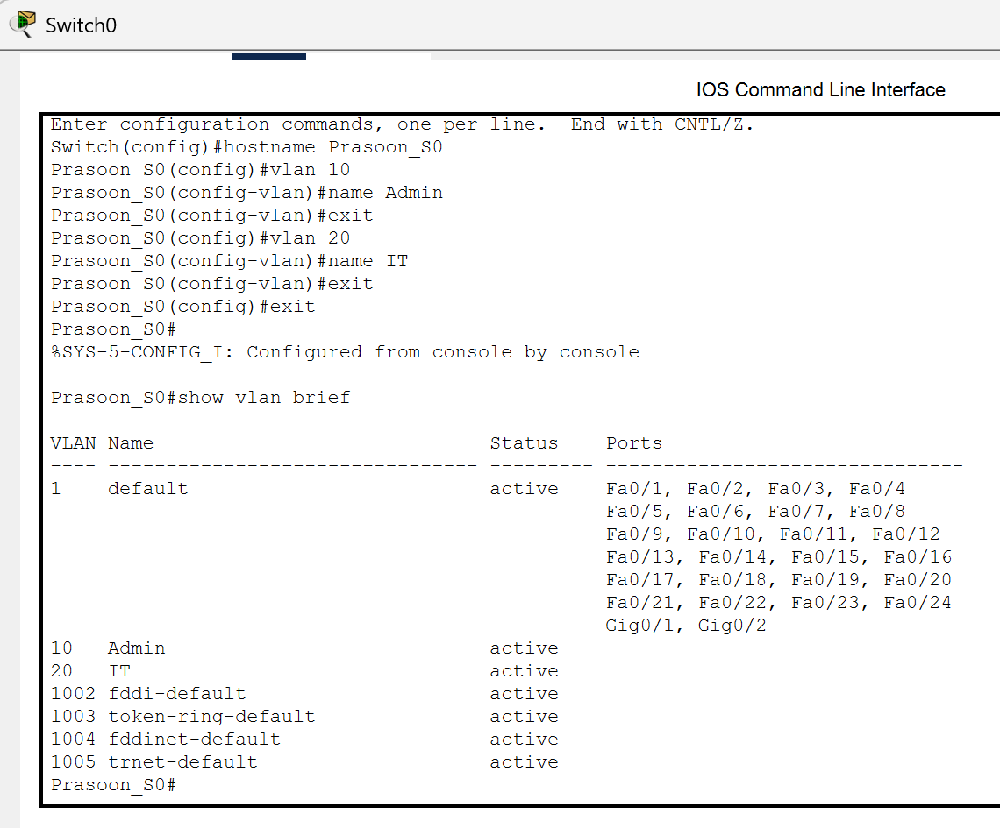 Switch0
IOS Command Line Interface
Enter configuration commands, one per line.  End with CNTL/Z.
Switch(config)#hostname Prasoon_S0
Prasoon_S0(config)#vlan 10
Prasoon_S0(config-vlan)#name Admin
Prasoon_S0(config-vlan)#exit
Prasoon_S0(config)#vlan 20
Prasoon_S0(config-vlan)#name IT
Prasoon_S0(config-vlan)#exit
Prasoon_S0(config)#exit
Prasoon_S0#
%SYS-5-CONFIG_I: Configured from console by console
Prasoon_S0#show vlan brief
VLAN Name                             Status    Ports
---- -------------------------------- --------- -------------------------------
1    default                          active    Fa0/1, Fa0/2, Fa0/3, Fa0/4
                                                Fa0/5, Fa0/6, Fa0/7, Fa0/8
                                                Fa0/9, Fa0/10, Fa0/11, Fa0/12
                                                Fa0/13, Fa0/14, Fa0/15, Fa0/16
                                                Fa0/17, Fa0/18, Fa0/19, Fa0/20
                                                Fa0/21, Fa0/22, Fa0/23, Fa0/24
                                                Gig0/1, Gig0/2
10   Admin                            active
20   IT                               active
1002 fddi-default                     active
1003 token-ring-default               active
1004 fddinet-default                  active
1005 trnet-default                    active
Prasoon_S0#